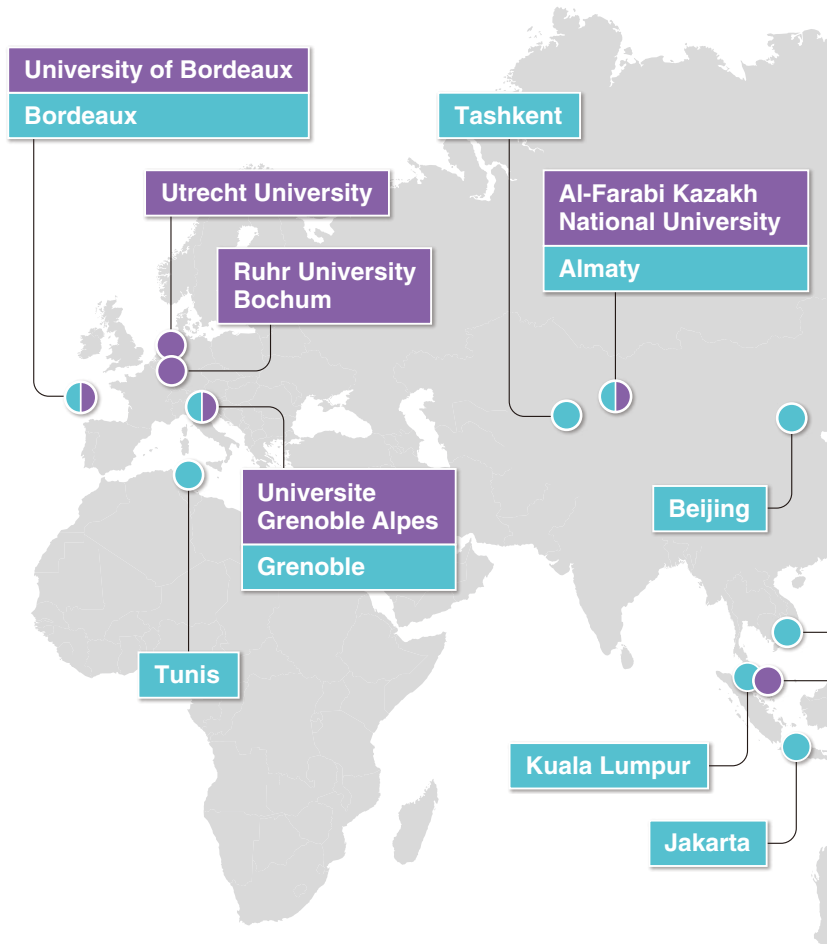 University of Bordeaux
Bordeaux
Tashkent
Utrecht University
Al-Farabi Kazakh
National University
Almaty
Ruhr University
Bochum
Universite
Grenoble Alpes
Grenoble
Beijing
Tunis
Kuala Lumpur
Jakarta